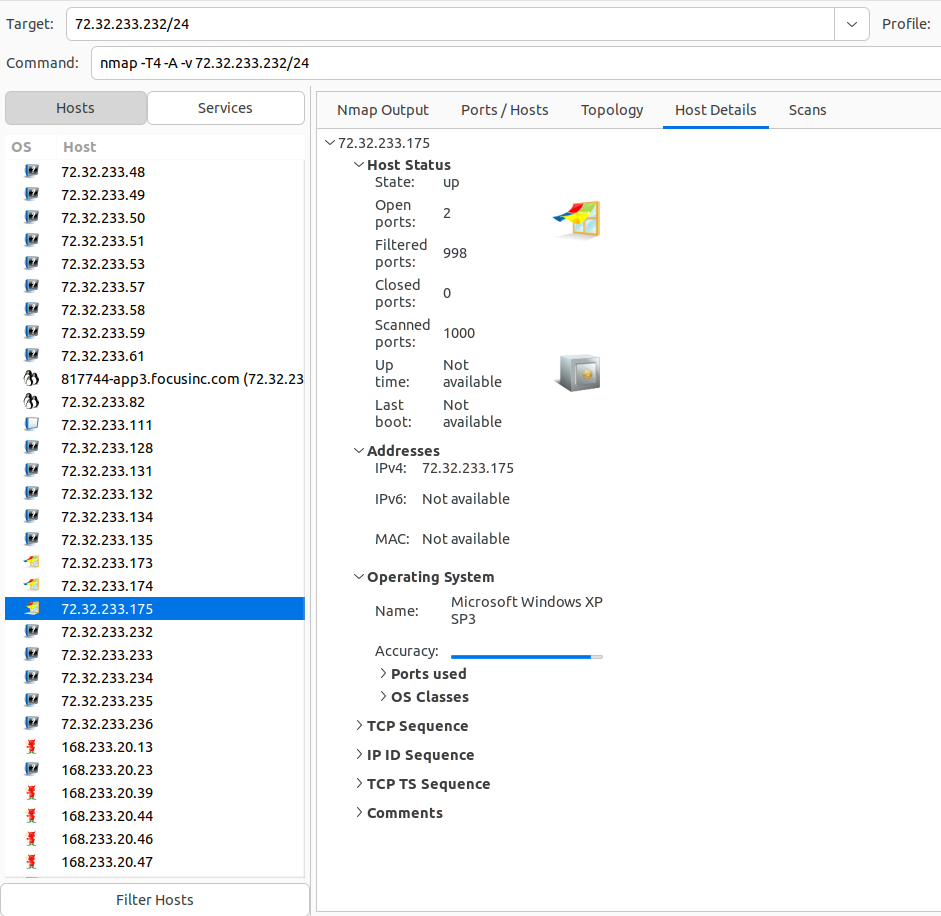 Target: 72.32.233.232/24 Profile:
Command: nmap -T4 -A -v 72.32.233.232/24
Hosts Services
OS Host
72.32.233.48
72.32.233.49
72.32.233.50
72.32.233.51
72.32.233.53
72.32.233.57
72.32.233.58
72.32.233.59
72.32.233.61
817744-app3.focusinc.com (72.32.23
72.32.233.82
72.32.233.111
72.32.233.128
72.32.233.131
72.32.233.132
72.32.233.134
72.32.233.135
72.32.233.173
72.32.233.174
72.32.233.175
72.32.233.232
72.32.233.233
72.32.233.234
72.32.233.235
72.32.233.236
168.233.20.13
168.233.20.23
168.233.20.39
168.233.20.44
168.233.20.46
168.233.20.47
Filter Hosts
Nmap Output Ports / Hosts Topology Host Details Scans
72.32.233.175
Host Status
State: up
Open
ports: 2
Filtered
ports: 998
Closed
ports: 0
Scanned
ports: 1000
Up Not
time: available
Last Not
boot: available
Addresses
IPv4: 72.32.233.175
IPv6: Not available
MAC: Not available
Operating System
Name: Microsoft Windows XP
SP3
Accuracy:
Ports used
OS Classes
TCP Sequence
IP ID Sequence
TCP TS Sequence
Comments